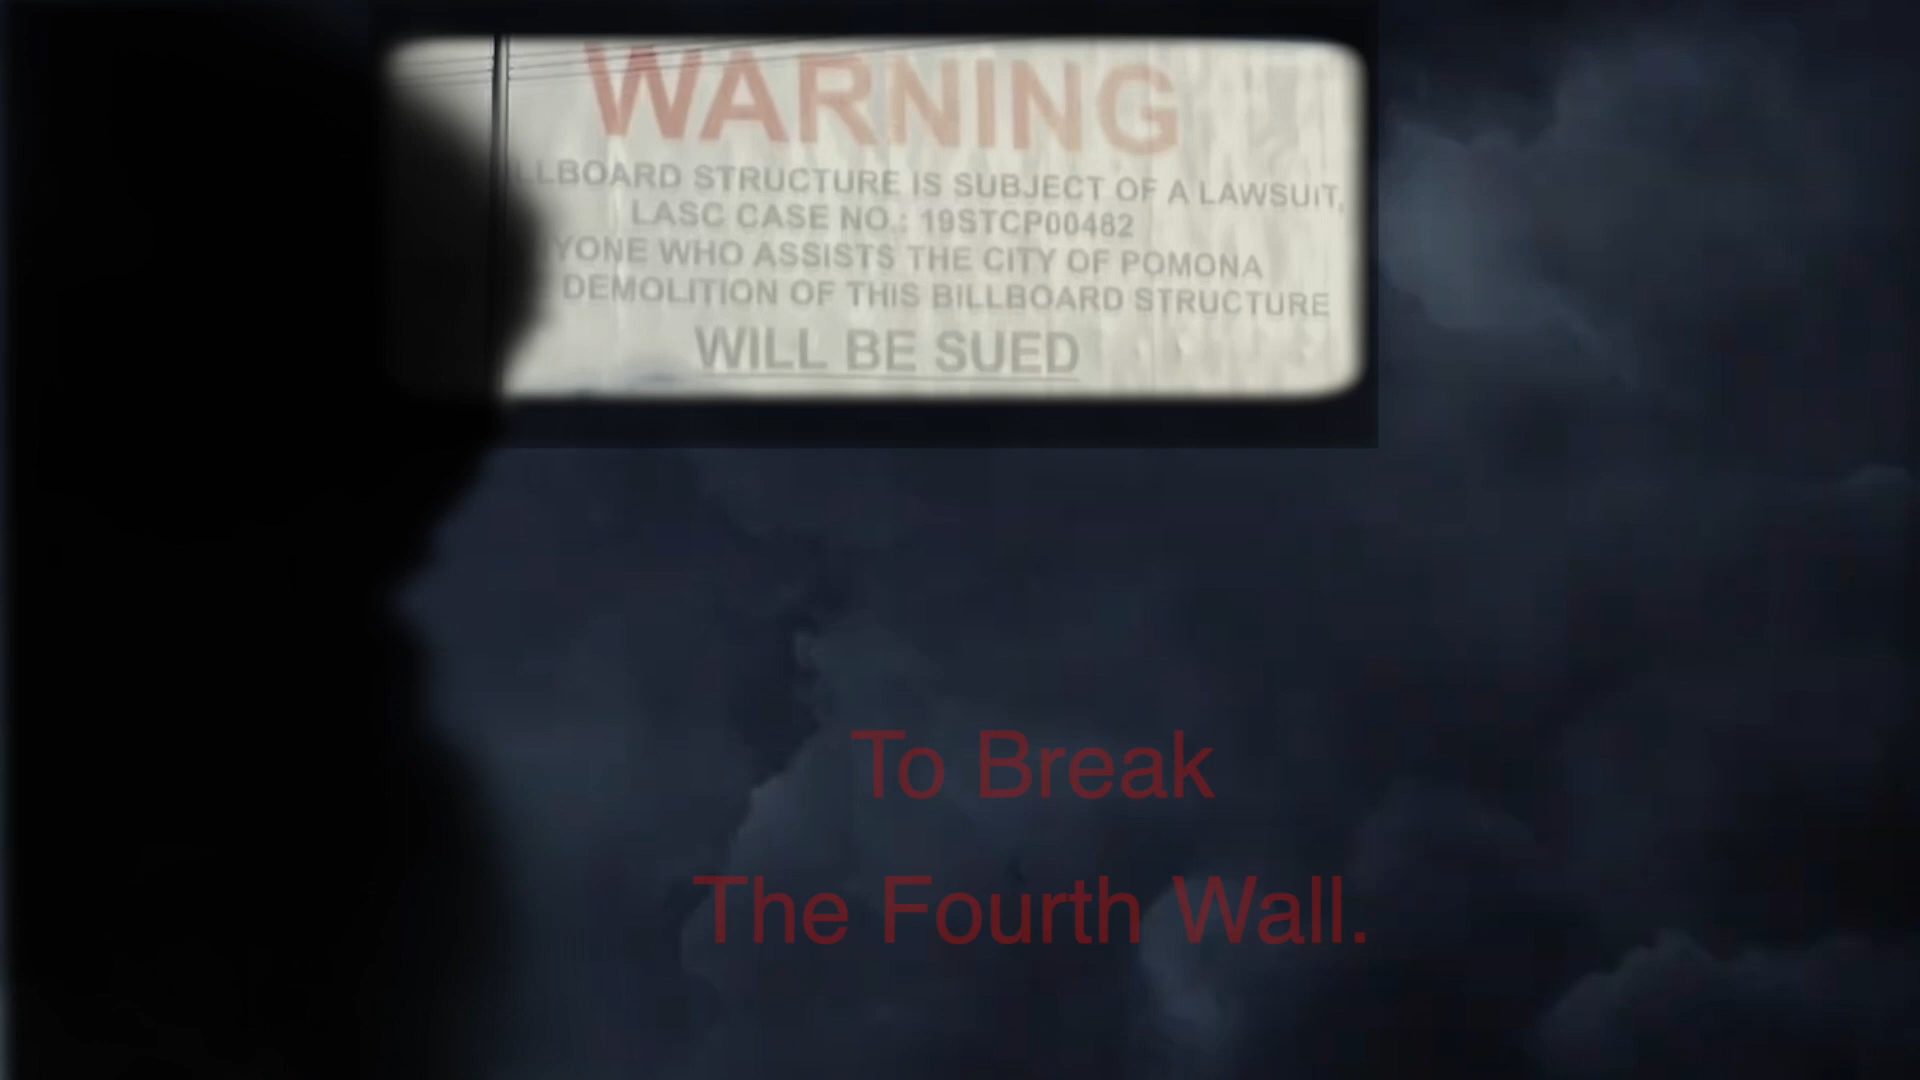 WARNING
LLBOARD STRUCTURE IS SUBJECT OF A LAWSUIT,
LASC CASE NO.: 19STCP00482
YONE WHO ASSISTS THE CITY OF POMONA
DEMOLITION OF THIS BILLBOARD STRUCTURE
WILL BE SUED
To Break
The Fourth Wall.